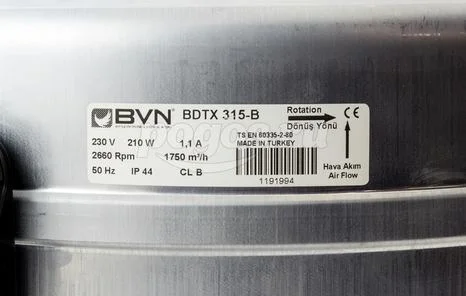 BVN® BDTX 315-B
230 V 210 W 1,1 A
2660 Rpm 1750 m³/h
50 Hz IP 44 CL B
TS EN 60335-2-80
MADE IN TURKEY
1191994
Rotation
Dönüş Yönü
CE
Hava Akım
Air Flow